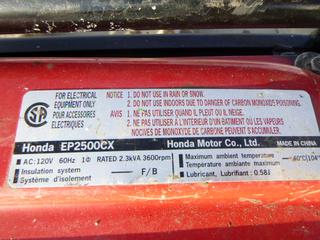 FOR ELECTRICAL
EQUIPMENT ONLY
POUR ACCESSOIRES
ÉLECTRIQUES
NOTICE 1. DO NOT USE IN RAIN OR SNOW.
2. DO NOT USE INDOORS DUE TO DANGER OF CARBON MONOXIDE POISONING.
AVIS 1. NE PAS UTILISER QUAND IL PLEUT OU IL NEIGE.
2. NE PAS UTILISER À L'INTÉRIEUR D'UN BÂTIMENT OU LES VAPEURS
NOCIVES DE MONOXYDE DE CARBONE PEUVENT S'ACCUMULER.
Honda EP2500CX Honda Motor Co., Ltd. MADE IN CHINA
AC:120V 60Hz 1Φ RATED 2.3kVA 3600rpm
Insulation system
Système d'isolement — F/B
Maximum ambient temperature
Température ambiante maximum 40°C(104°
Lubricant, Lubrifiant : 0.58